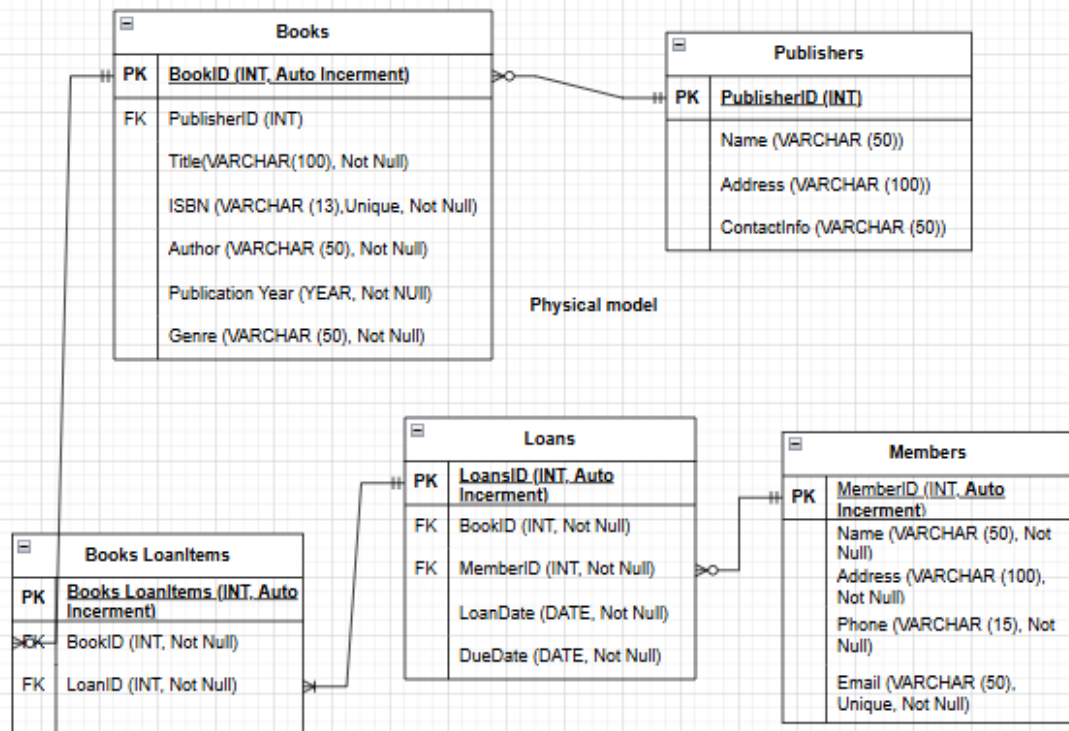 Books
PK BookID (INT, Auto Incerment)
FK PublisherID (INT)
Title(VARCHAR(100), Not Null)
ISBN (VARCHAR (13),Unique, Not Null)
Author (VARCHAR (50), Not Null)
Publication Year (YEAR, Not NUll)
Genre (VARCHAR (50), Not Null)
Publishers
PK PublisherID (INT)
Name (VARCHAR (50))
Address (VARCHAR (100))
ContactInfo (VARCHAR (50))
Physical model
Loans
PK LoansID (INT, Auto
Incerment)
FK BookID (INT, Not Null)
FK MemberID (INT, Not Null)
LoanDate (DATE, Not Null)
DueDate (DATE, Not Null)
Members
PK MemberID (INT, Auto
Incerment)
Name (VARCHAR (50), Not
Null)
Address (VARCHAR (100),
Not Null)
Phone (VARCHAR (15), Not
Null)
Email (VARCHAR (50),
Unique, Not Null)
Books LoanItems
PK Books LoanItems (INT, Auto
Incerment)
FK BookID (INT, Not Null)
FK LoanID (INT, Not Null)